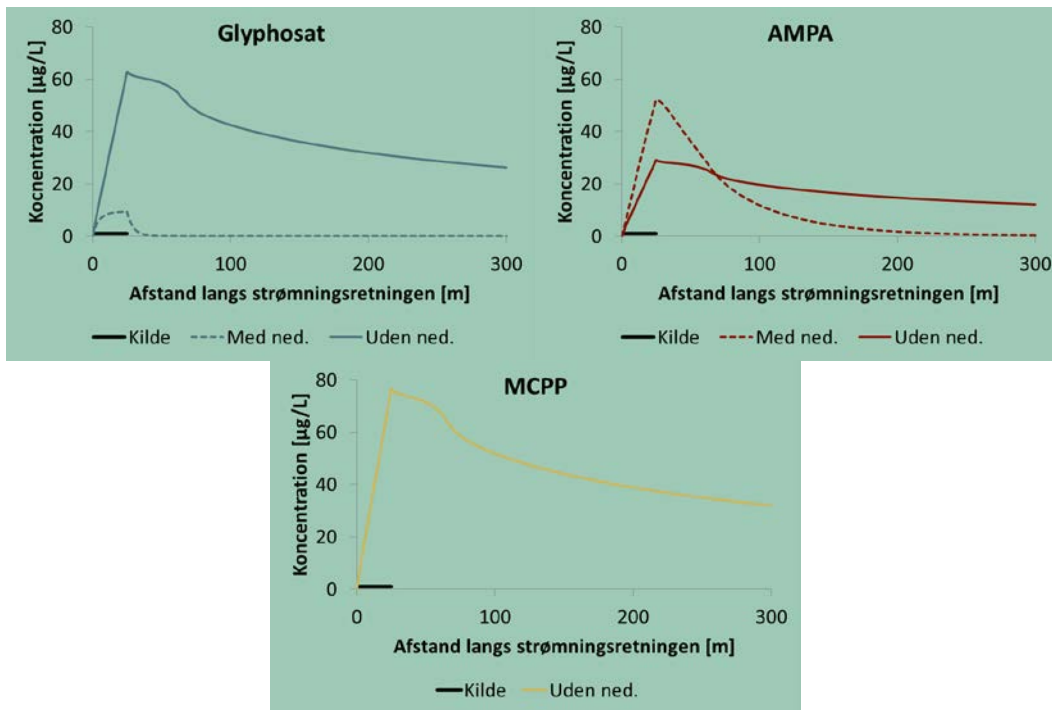 Glyphosat
Kocnentration [µg/L]
80
60
40
20
0
0 100 200 300
Afstand langs strømningsretningen [m]
Kilde Med ned. Uden ned.
AMPA
Koncentration [µg/L]
80
60
40
20
0
0 100 200 300
Afstand langs strømningsretningen [m]
Kilde Med ned. Uden ned.
MCPP
Koncentration [µg/L]
80
60
40
20
0
0 100 200 300
Afstand langs strømningsretningen [m]
Kilde Uden ned.